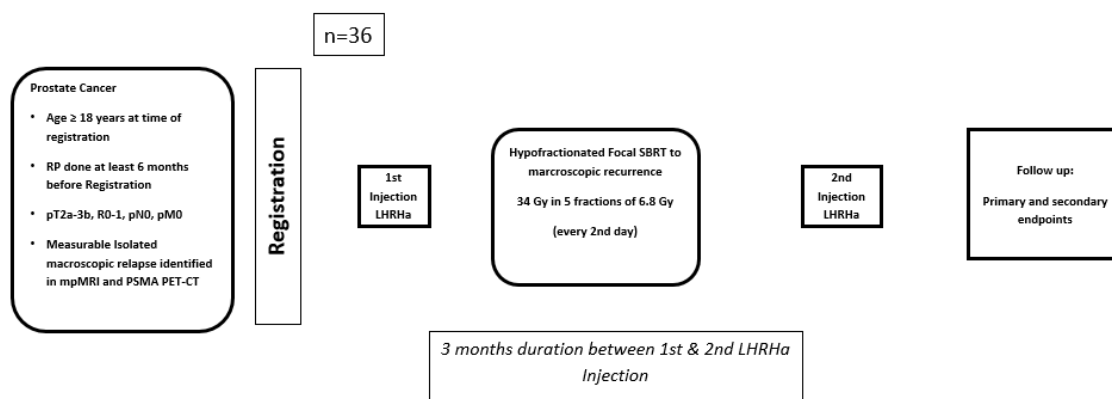 n=36
Prostate Cancer
• Age ≥ 18 years at time of
registration
• RP done at least 6 months
before Registration
• pT2a-3b, R0-1, pN0, pM0
• Measurable Isolated
macroscopic relapse identified
in mpMRI and PSMA PET-CT
Registration
1st
Injection
LHRHa
Hypofractionated Focal SBRT to
marcroscopic recurrence
34 Gy in 5 fractions of 6.8 Gy
(every 2nd day)
2nd
Injection
LHRHa
Follow up:
Primary and secondary
endpoints
3 months duration between 1st & 2nd LHRHa
Injection